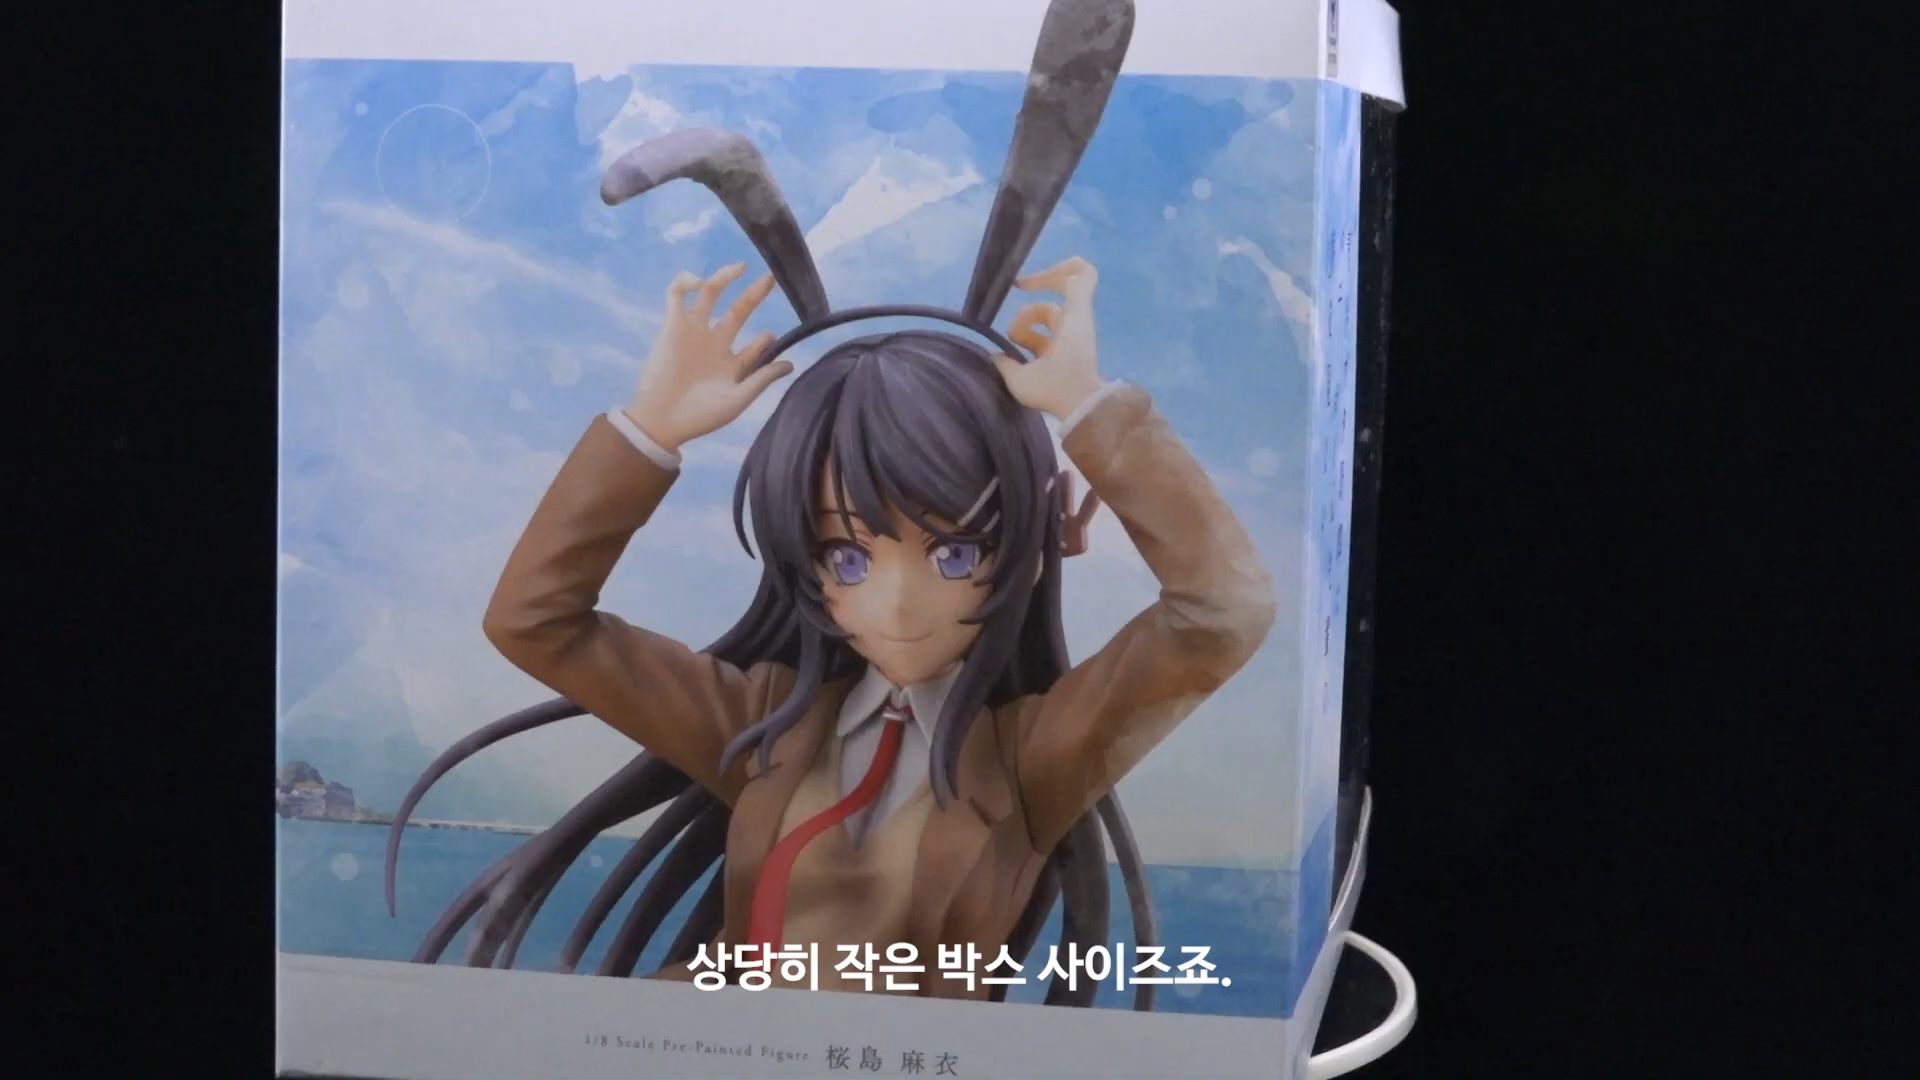 상당히 작은 박스 사이즈죠.
1/8 Scale Pre-Painted Figure 桜島 麻衣